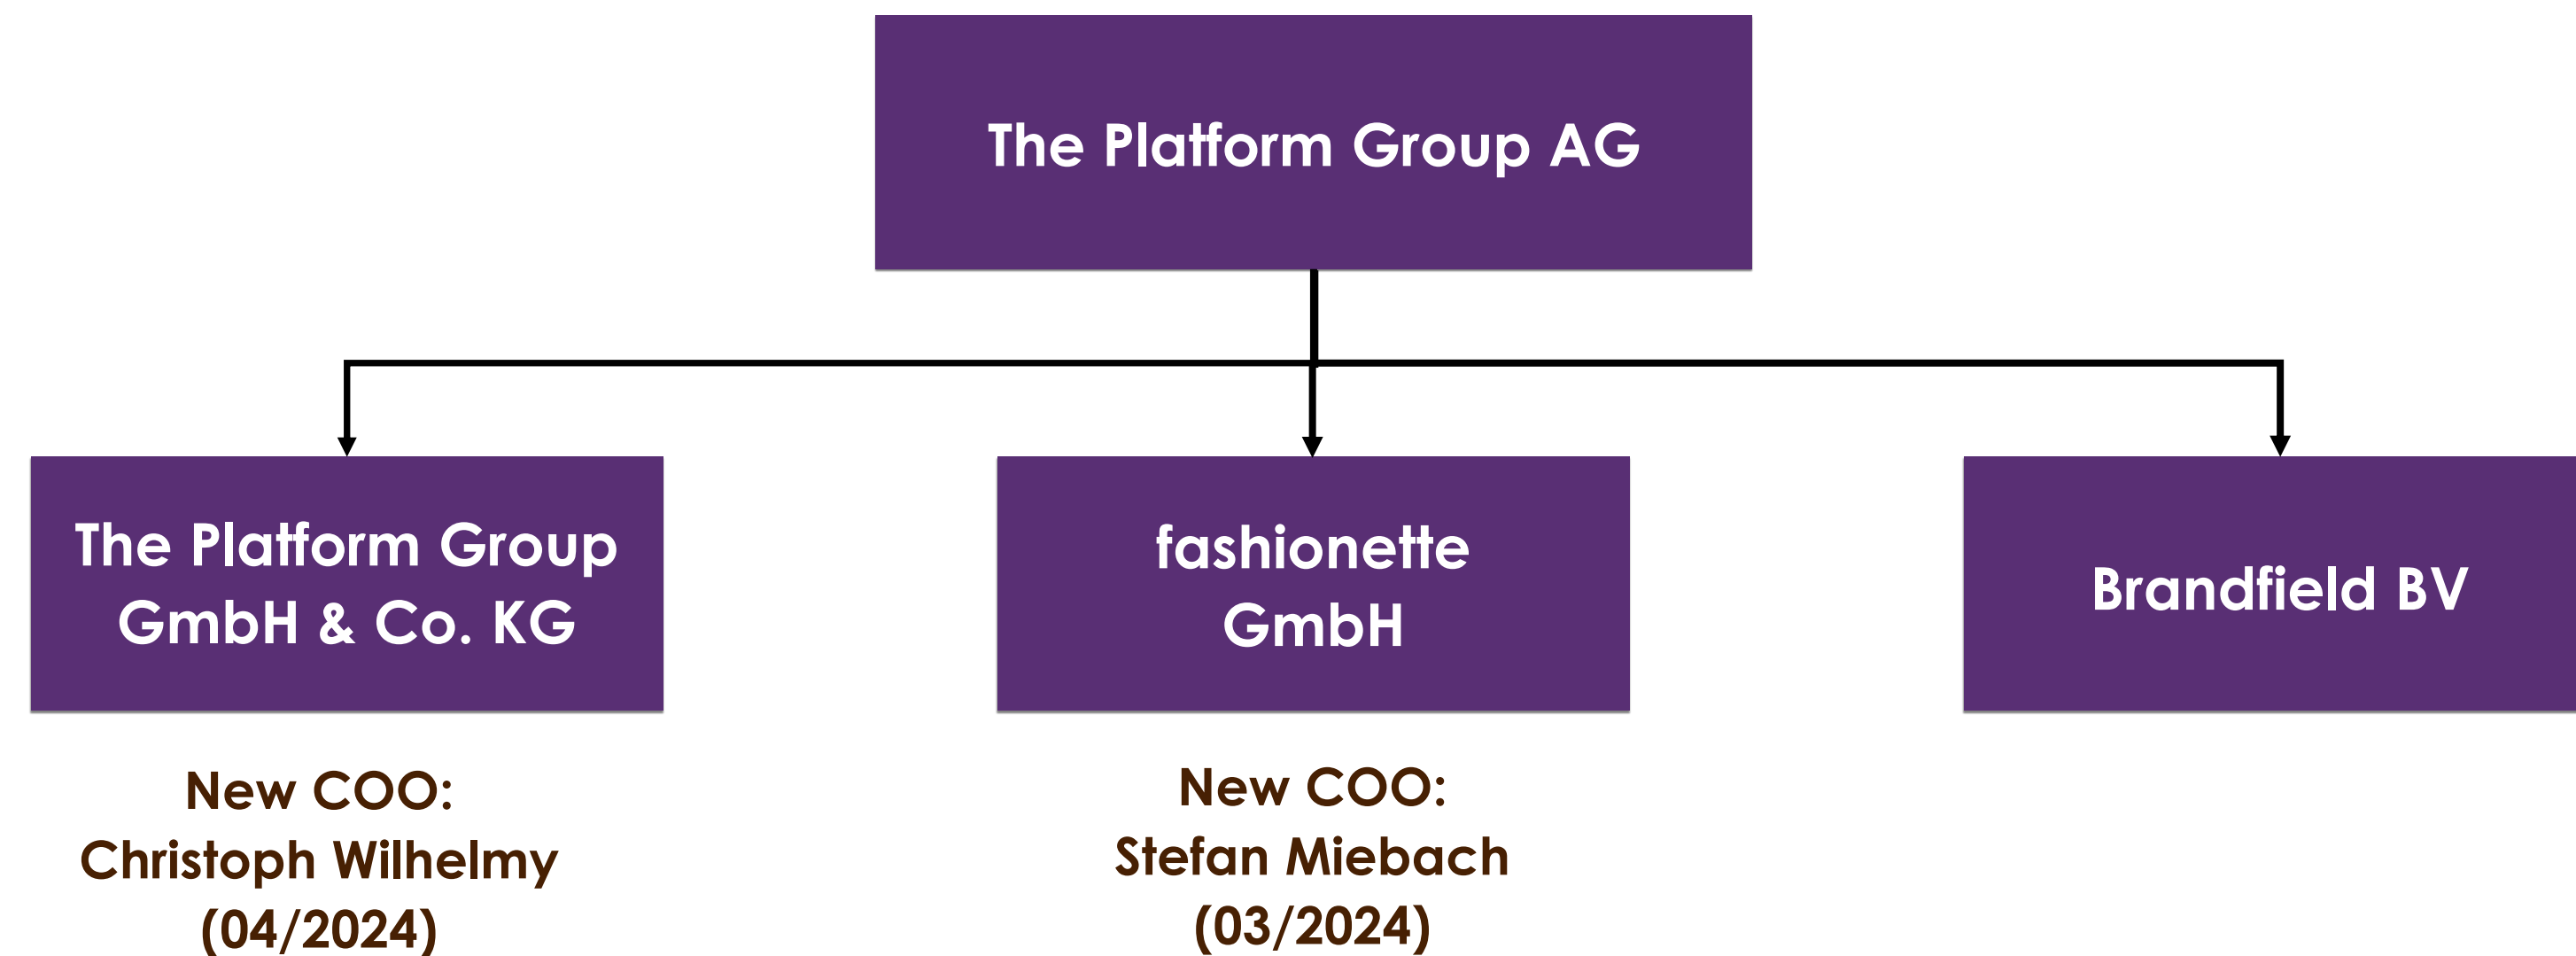 The Platform Group AG
The Platform Group
GmbH & Co. KG
fashionette
GmbH
Brandfield BV
New COO:
Christoph Wilhelmy
(04/2024)
New COO:
Stefan Miebach
(03/2024)